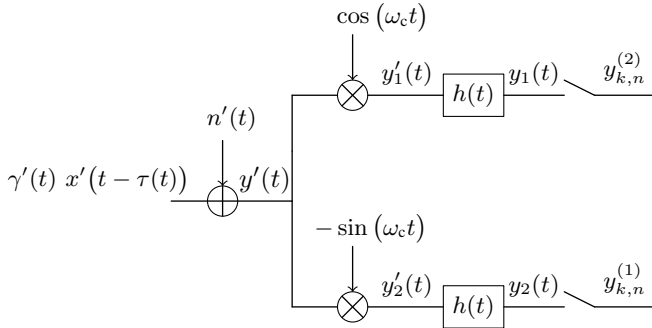 cos (ω_c t)
y′_1(t) h(t) y_1(t) y^{(2)}_{k,n}
n′(t)
γ′(t) x′(t − τ(t)) y′(t)
− sin (ω_c t)
y′_2(t) h(t) y_2(t) y^{(1)}_{k,n}